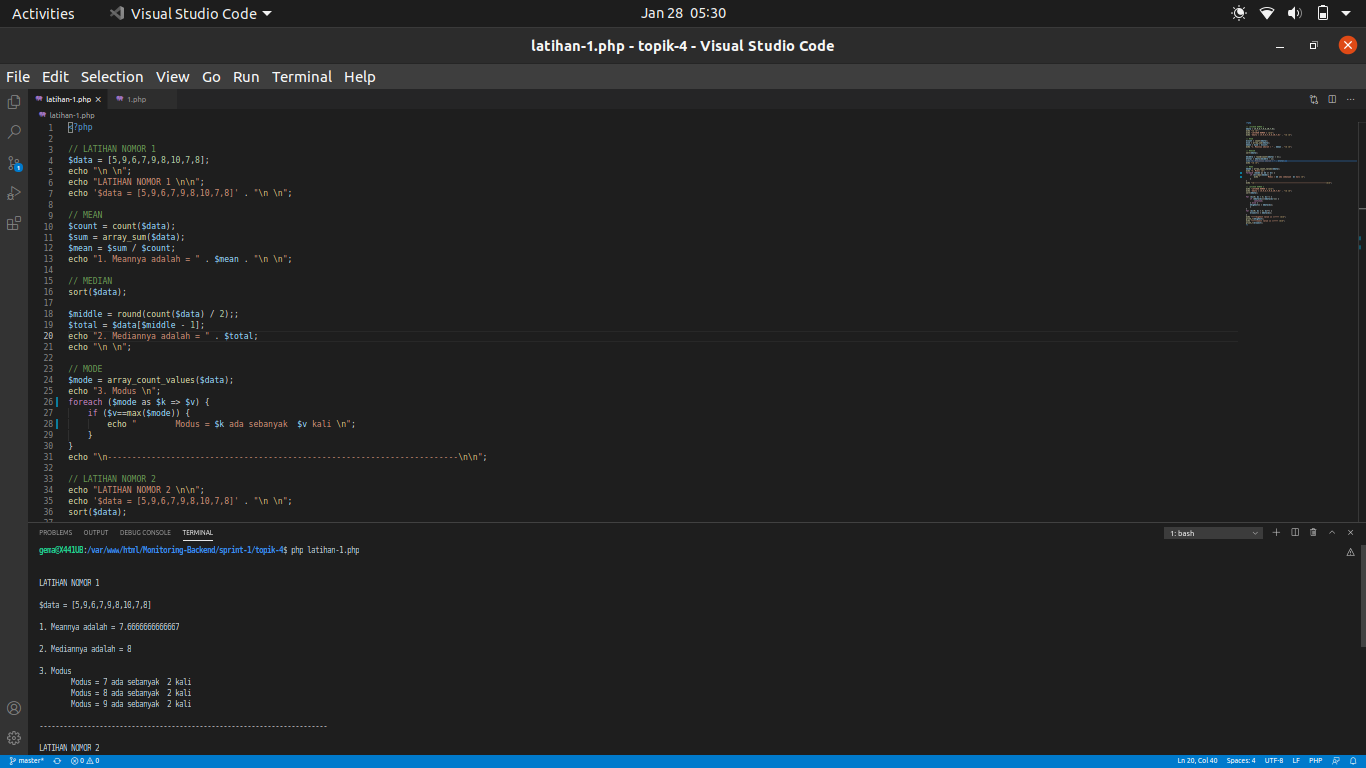 Activities Visual Studio Code Jan 28 05:30
latihan-1.php - topik-4 - Visual Studio Code
File Edit Selection View Go Run Terminal Help
latihan-1.php 1.php
latihan-1.php
1 <?php
2
3 // LATIHAN NOMOR 1
4 $data = [5,9,6,7,9,8,10,7,8];
5 echo "\n \n";
6 echo "LATIHAN NOMOR 1 \n\n";
7 echo '$data = [5,9,6,7,9,8,10,7,8]' . "\n \n";
8
9 // MEAN
10 $count = count($data);
11 $sum = array_sum($data);
12 $mean = $sum / $count;
13 echo "1. Meannya adalah = " . $mean . "\n \n";
14
15 // MEDIAN
16 sort($data);
17
18 $middle = round(count($data) / 2);;
19 $total = $data[$middle - 1];
20 echo "2. Mediannya adalah = " . $total;
21 echo "\n \n";
22
23 // MODE
24 $mode = array_count_values($data);
25 echo "3. Modus \n";
26 foreach ($mode as $k => $v) {
27 if ($v==max($mode)) {
28 echo "        Modus = $k ada sebanyak  $v kali \n";
29 }
30 }
31 echo "\n------------------------------------------------------------------------\n\n";
32
33 // LATIHAN NOMOR 2
34 echo "LATIHAN NOMOR 2 \n\n";
35 echo '$data = [5,9,6,7,9,8,10,7,8]' . "\n \n";
36 sort($data);
PROBLEMS OUTPUT DEBUG CONSOLE TERMINAL 1: bash
gema@X441UB:/var/www/html/Monitoring-Backend/sprint-1/topik-4$ php latihan-1.php
LATIHAN NOMOR 1
$data = [5,9,6,7,9,8,10,7,8]
1. Meannya adalah = 7.6666666666667
2. Mediannya adalah = 8
3. Modus
Modus = 7 ada sebanyak  2 kali
Modus = 8 ada sebanyak  2 kali
Modus = 9 ada sebanyak  2 kali
------------------------------------------------------------------------
LATIHAN NOMOR 2
master* 0 0 Ln 20, Col 40 Spaces: 4 UTF-8 LF PHP